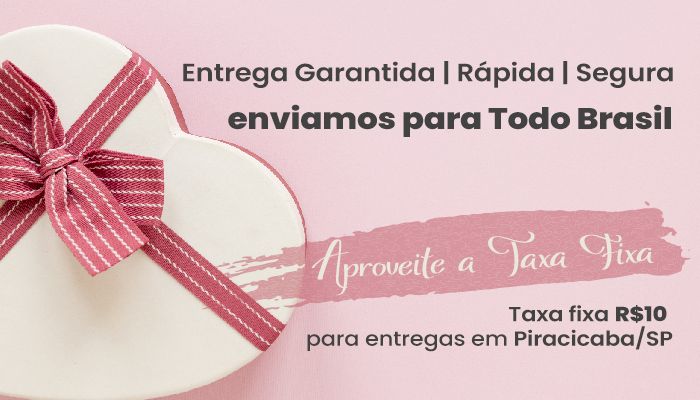 Entrega Garantida | Rápida | Segura
enviamos para Todo Brasil
Aproveite a Taxa Fixa
Taxa fixa R$10
para entregas em Piracicaba/SP